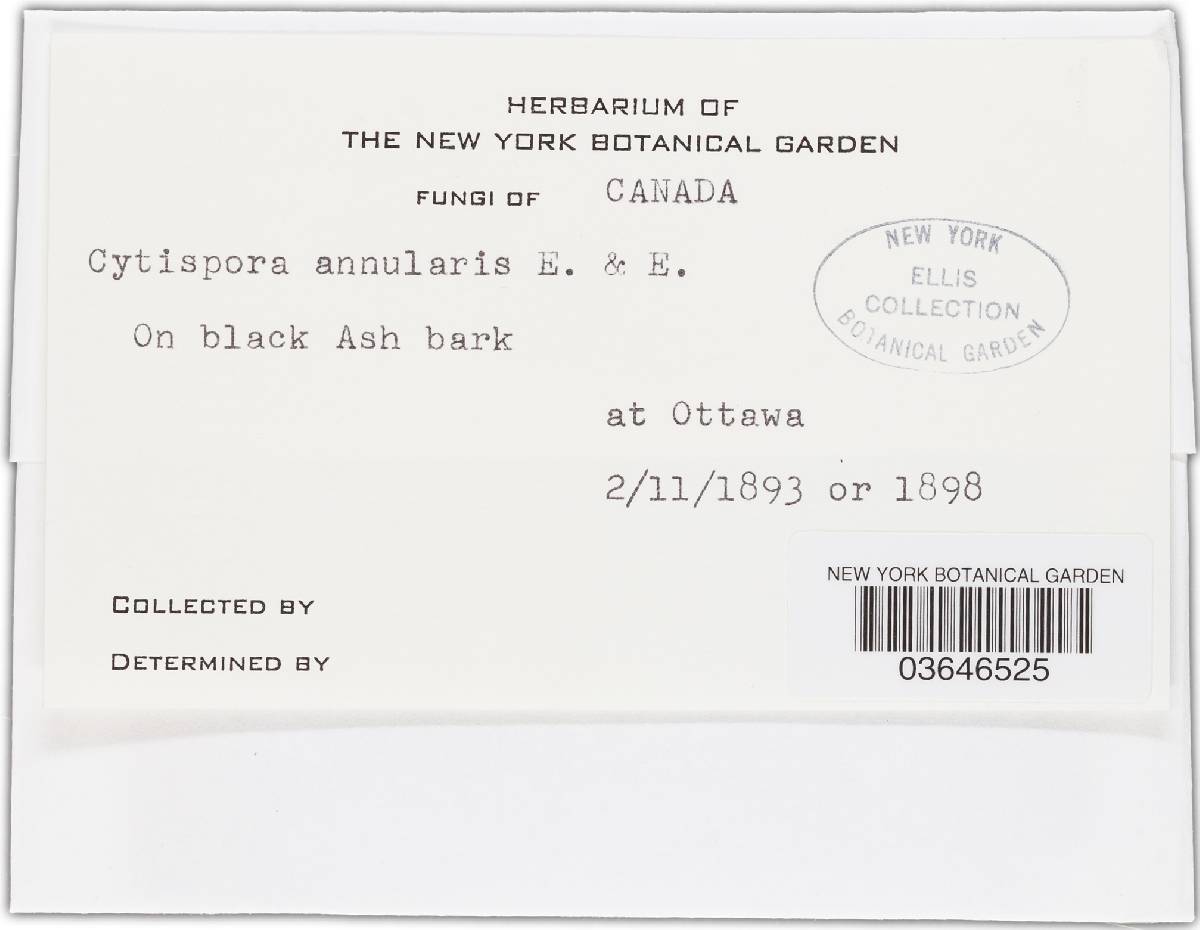 HERBARIUM OF
THE NEW YORK BOTANICAL GARDEN
FUNGI OF CANADA
Cytispora annularis E. & E.
On black Ash bark
NEW YORK
ELLIS
COLLECTION
BOTANICAL GARDEN
at Ottawa
2/11/1893 or 1898
COLLECTED BY
DETERMINED BY
NEW YORK BOTANICAL GARDEN
03646525